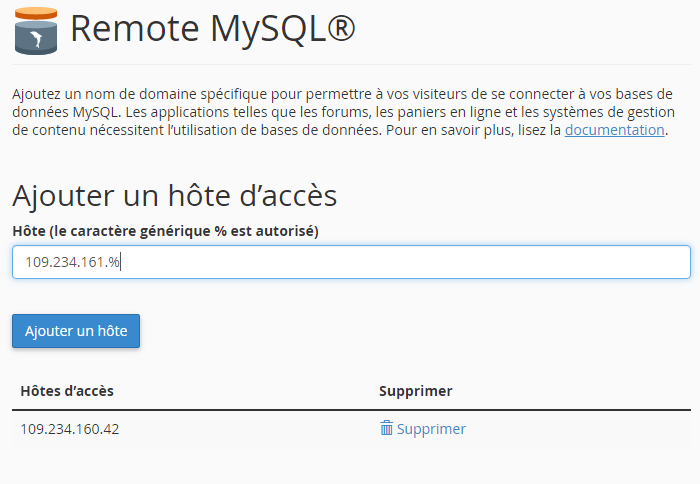 Remote MySQL®
Ajoutez un nom de domaine spécifique pour permettre à vos visiteurs de se connecter à vos bases de
données MySQL. Les applications telles que les forums, les paniers en ligne et les systèmes de gestion
de contenu nécessitent l’utilisation de bases de données. Pour en savoir plus, lisez la documentation.
Ajouter un hôte d’accès
Hôte (le caractère générique % est autorisé)
109.234.161.%
Ajouter un hôte
Hôtes d’accès Supprimer
109.234.160.42 Supprimer